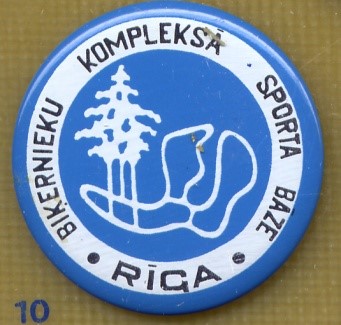 BIĶERNIEKU KOMPLEKSĀ SPORTA BĀZE
• RĪGA •
10